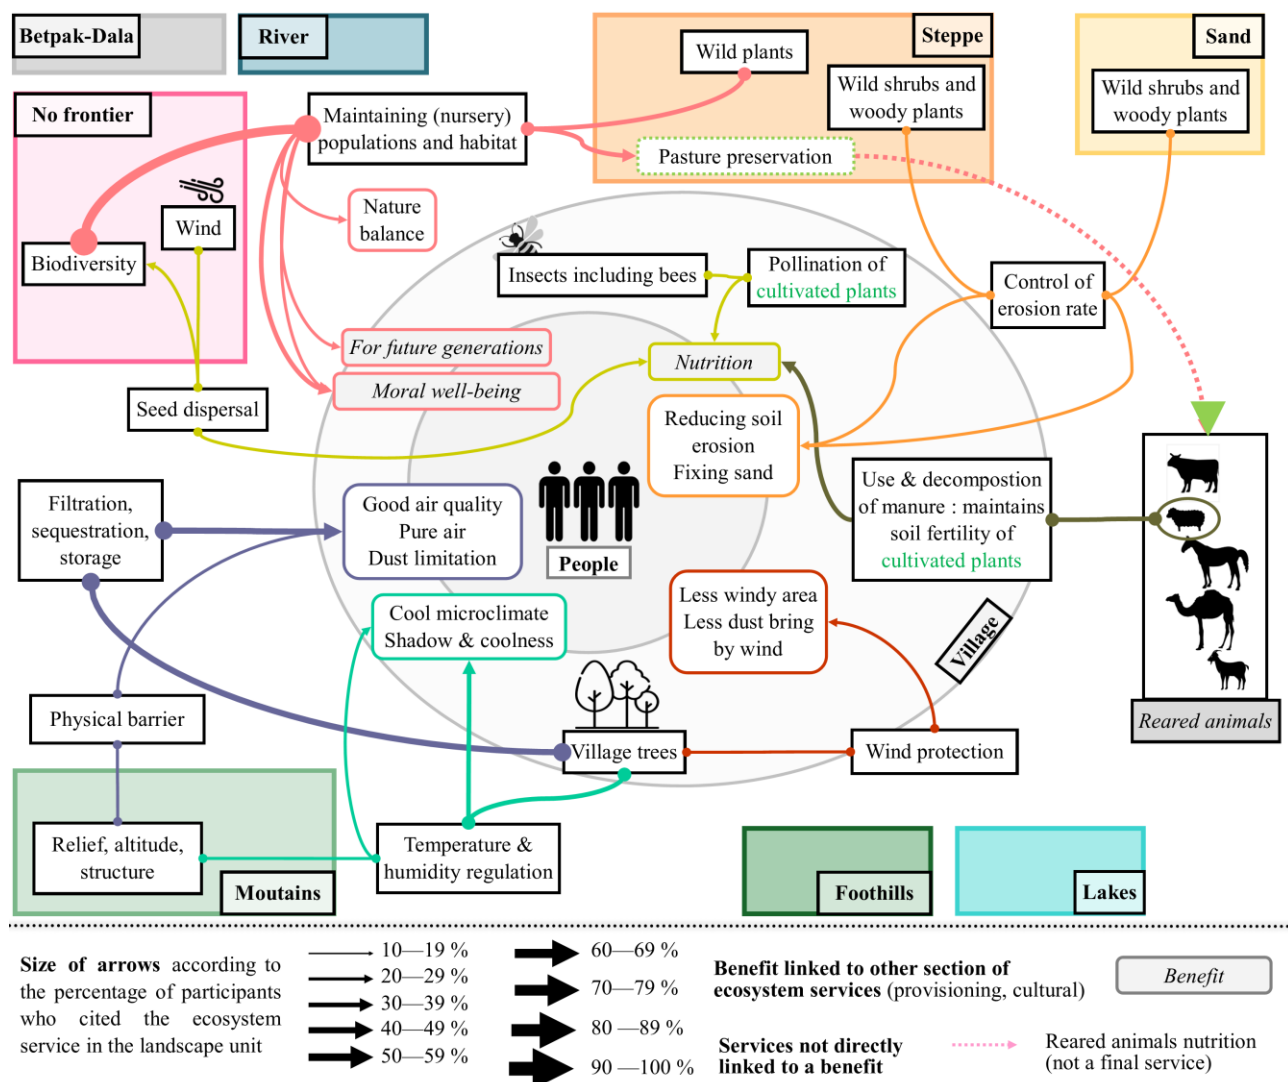 Betpak-Dala
River
Steppe
Sand
Wild plants
Wild shrubs and
woody plants
Wild shrubs and
woody plants
No frontier
Maintaining (nursery)
populations and habitat
Pasture preservation
Wind
Nature
balance
Biodiversity
Insects including bees
Pollination of
cultivated plants
Control of
erosion rate
For future generations
Moral well-being
Nutrition
Seed dispersal
Reducing soil
erosion
Fixing sand
Filtration,
sequestration,
storage
Good air quality
Pure air
Dust limitation
People
Use & decompostion
of manure : maintains
soil fertility of
cultivated plants
Cool microclimate
Shadow & coolness
Less windy area
Less dust bring
by wind
Village
Physical barrier
Village trees
Wind protection
Reared animals
Relief, altitude,
structure
Moutains
Temperature &
humidity regulation
Foothills
Lakes
Size of arrows according to
the percentage of participants
who cited the ecosystem
service in the landscape unit
10—19 %
20—29 %
30—39 %
40—49 %
50—59 %
60—69 %
70—79 %
80 —89 %
90 —100 %
Benefit linked to other section of
ecosystem services (provisioning, cultural)
Benefit
Services not directly
linked to a benefit
Reared animals nutrition
(not a final service)